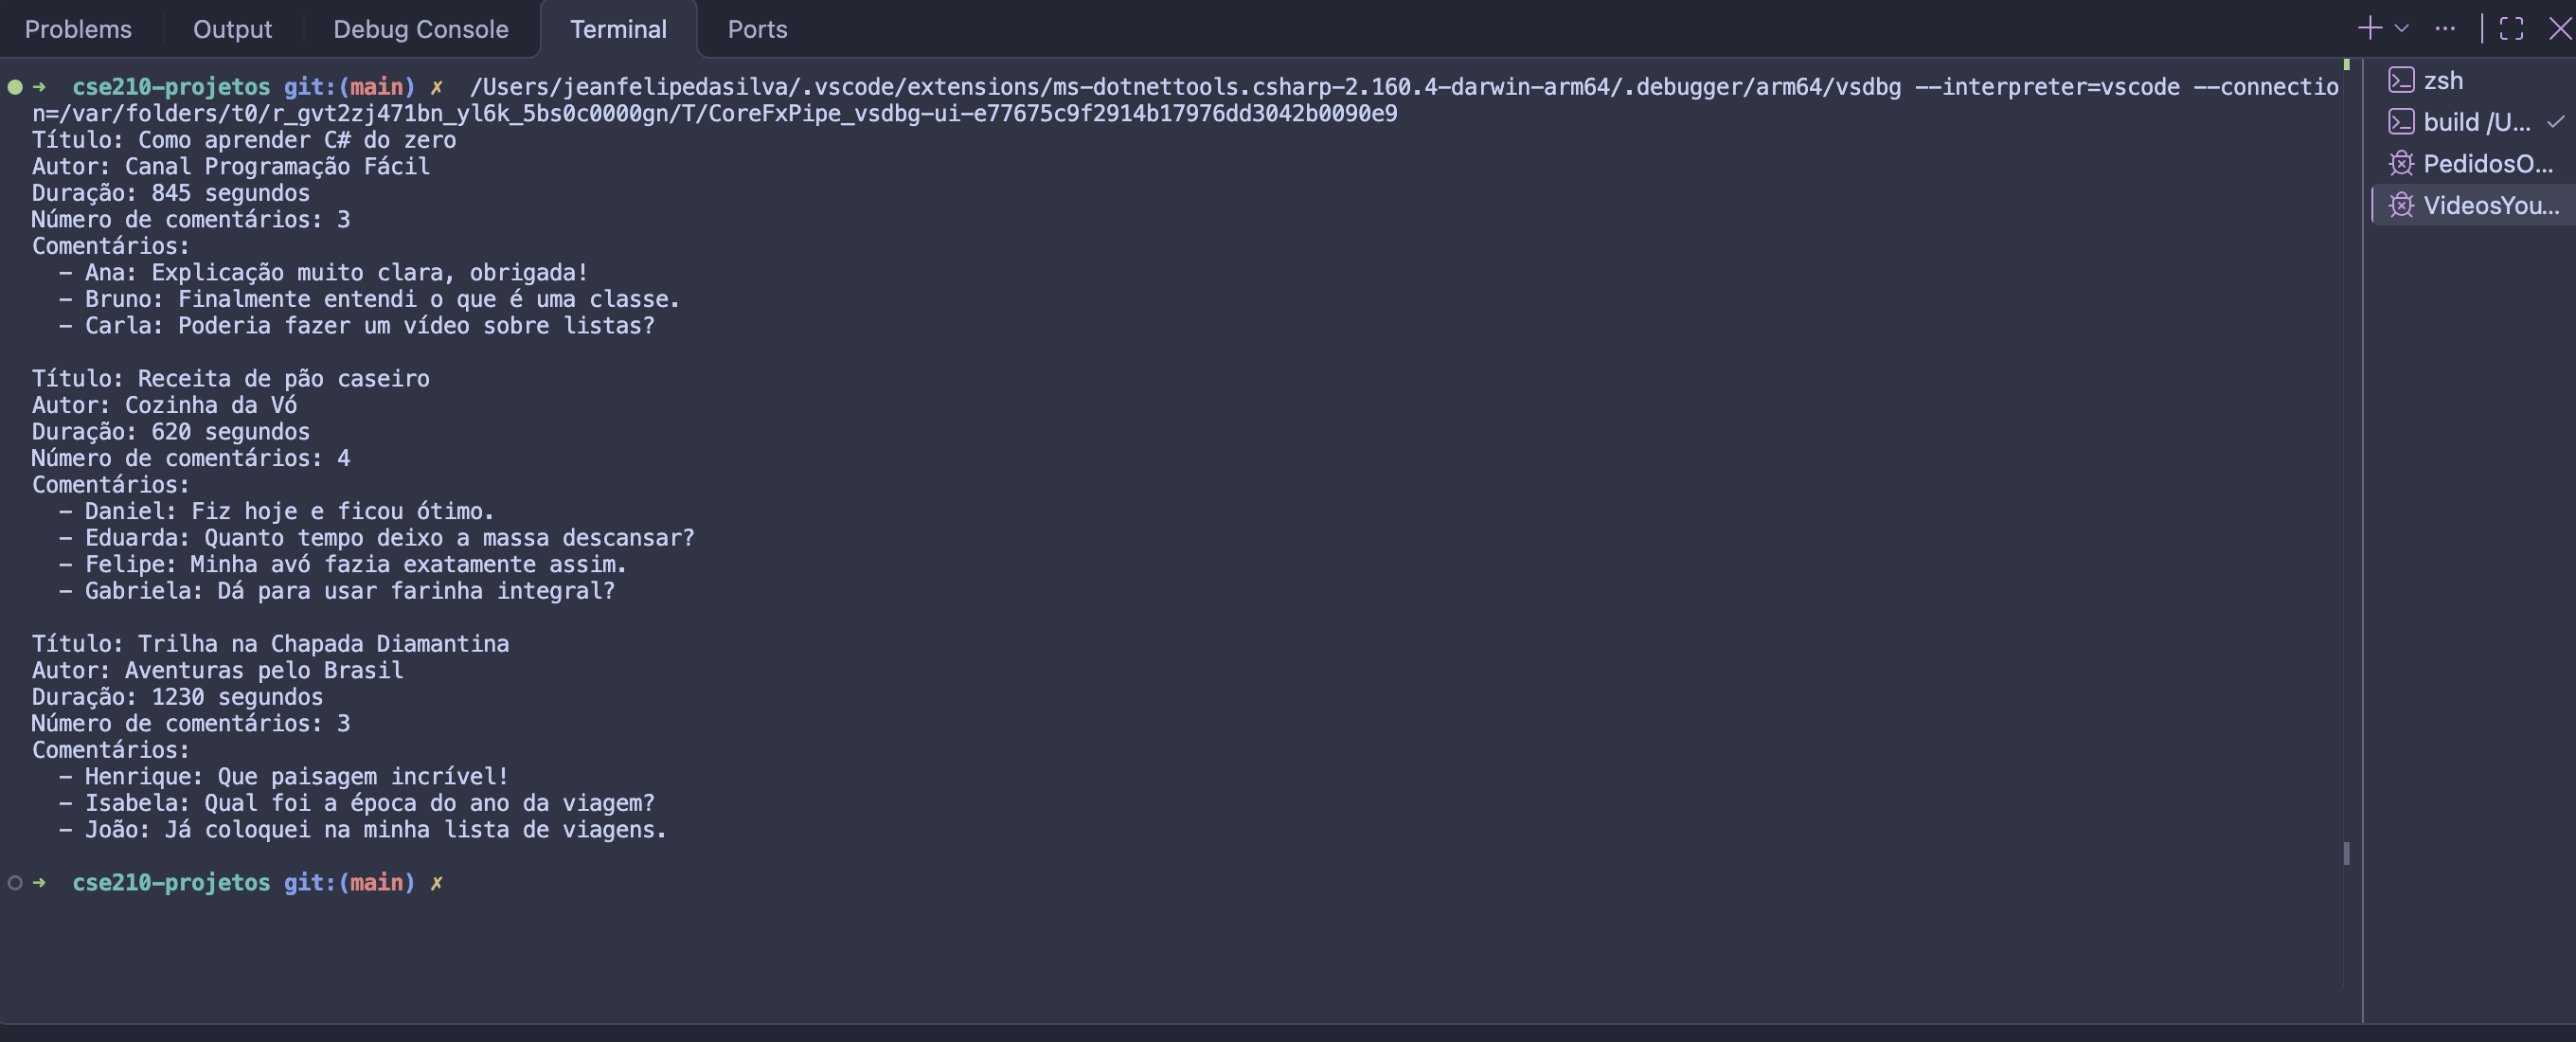 Problems Output Debug Console Terminal Ports
➜ cse210-projetos git:(main) ✗ /Users/jeanfelipedasilva/.vscode/extensions/ms-dotnettools.csharp-2.160.4-darwin-arm64/.debugger/arm64/vsdbg --interpreter=vscode --connectio
n=/var/folders/t0/r_gvt2zj471bn_yl6k_5bs0c0000gn/T/CoreFxPipe_vsdbg-ui-e77675c9f2914b17976dd3042b0090e9
Título: Como aprender C# do zero
Autor: Canal Programação Fácil
Duração: 845 segundos
Número de comentários: 3
Comentários:
- Ana: Explicação muito clara, obrigada!
- Bruno: Finalmente entendi o que é uma classe.
- Carla: Poderia fazer um vídeo sobre listas?
Título: Receita de pão caseiro
Autor: Cozinha da Vó
Duração: 620 segundos
Número de comentários: 4
Comentários:
- Daniel: Fiz hoje e ficou ótimo.
- Eduarda: Quanto tempo deixo a massa descansar?
- Felipe: Minha avó fazia exatamente assim.
- Gabriela: Dá para usar farinha integral?
Título: Trilha na Chapada Diamantina
Autor: Aventuras pelo Brasil
Duração: 1230 segundos
Número de comentários: 3
Comentários:
- Henrique: Que paisagem incrível!
- Isabela: Qual foi a época do ano da viagem?
- João: Já coloquei na minha lista de viagens.
➜ cse210-projetos git:(main) ✗
zsh
build /U...
PedidosO...
VideosYou...